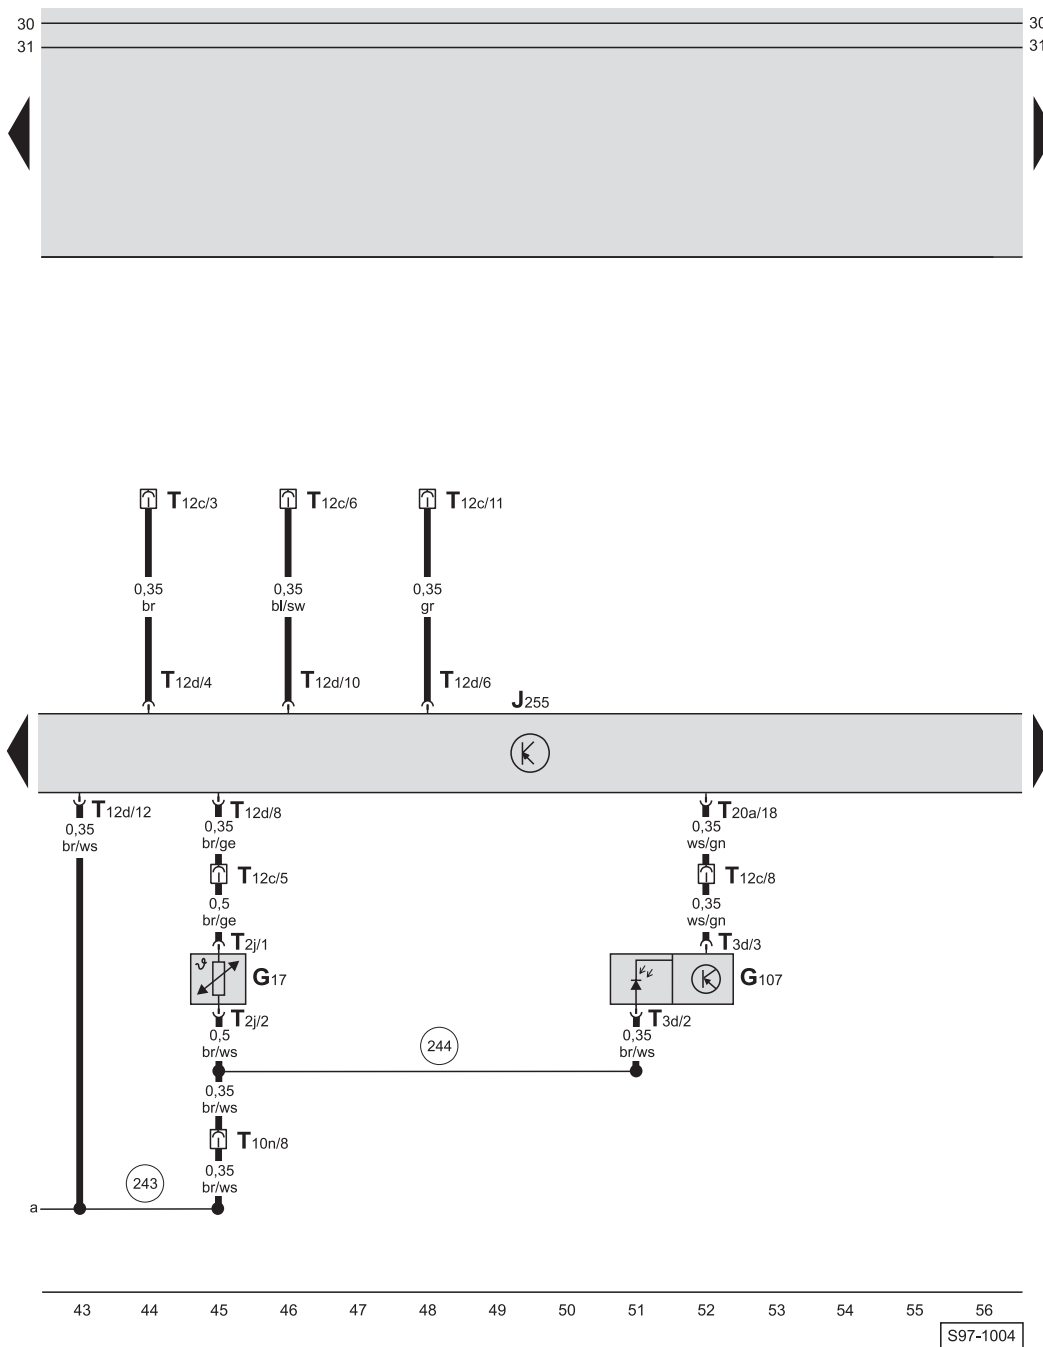 30 30
31 31
T12c/3 T12c/6 T12c/11
0,35 0,35 0,35
br bl/sw gr
T12d/4 T12d/10 T12d/6
J255
T12d/12 T12d/8 T20a/18
0,35 0,35 0,35
br/ws br/ge ws/gn
T12c/5 T12c/8
0,5 0,35
br/ge ws/gn
T2j/1 T3d/3
ϑ
G17 G107
T2j/2 T3d/2
0,5 244 0,35
br/ws br/ws
0,35
br/ws
T10n/8
0,35
243 br/ws
a
43 44 45 46 47 48 49 50 51 52 53 54 55 56
S97-1004